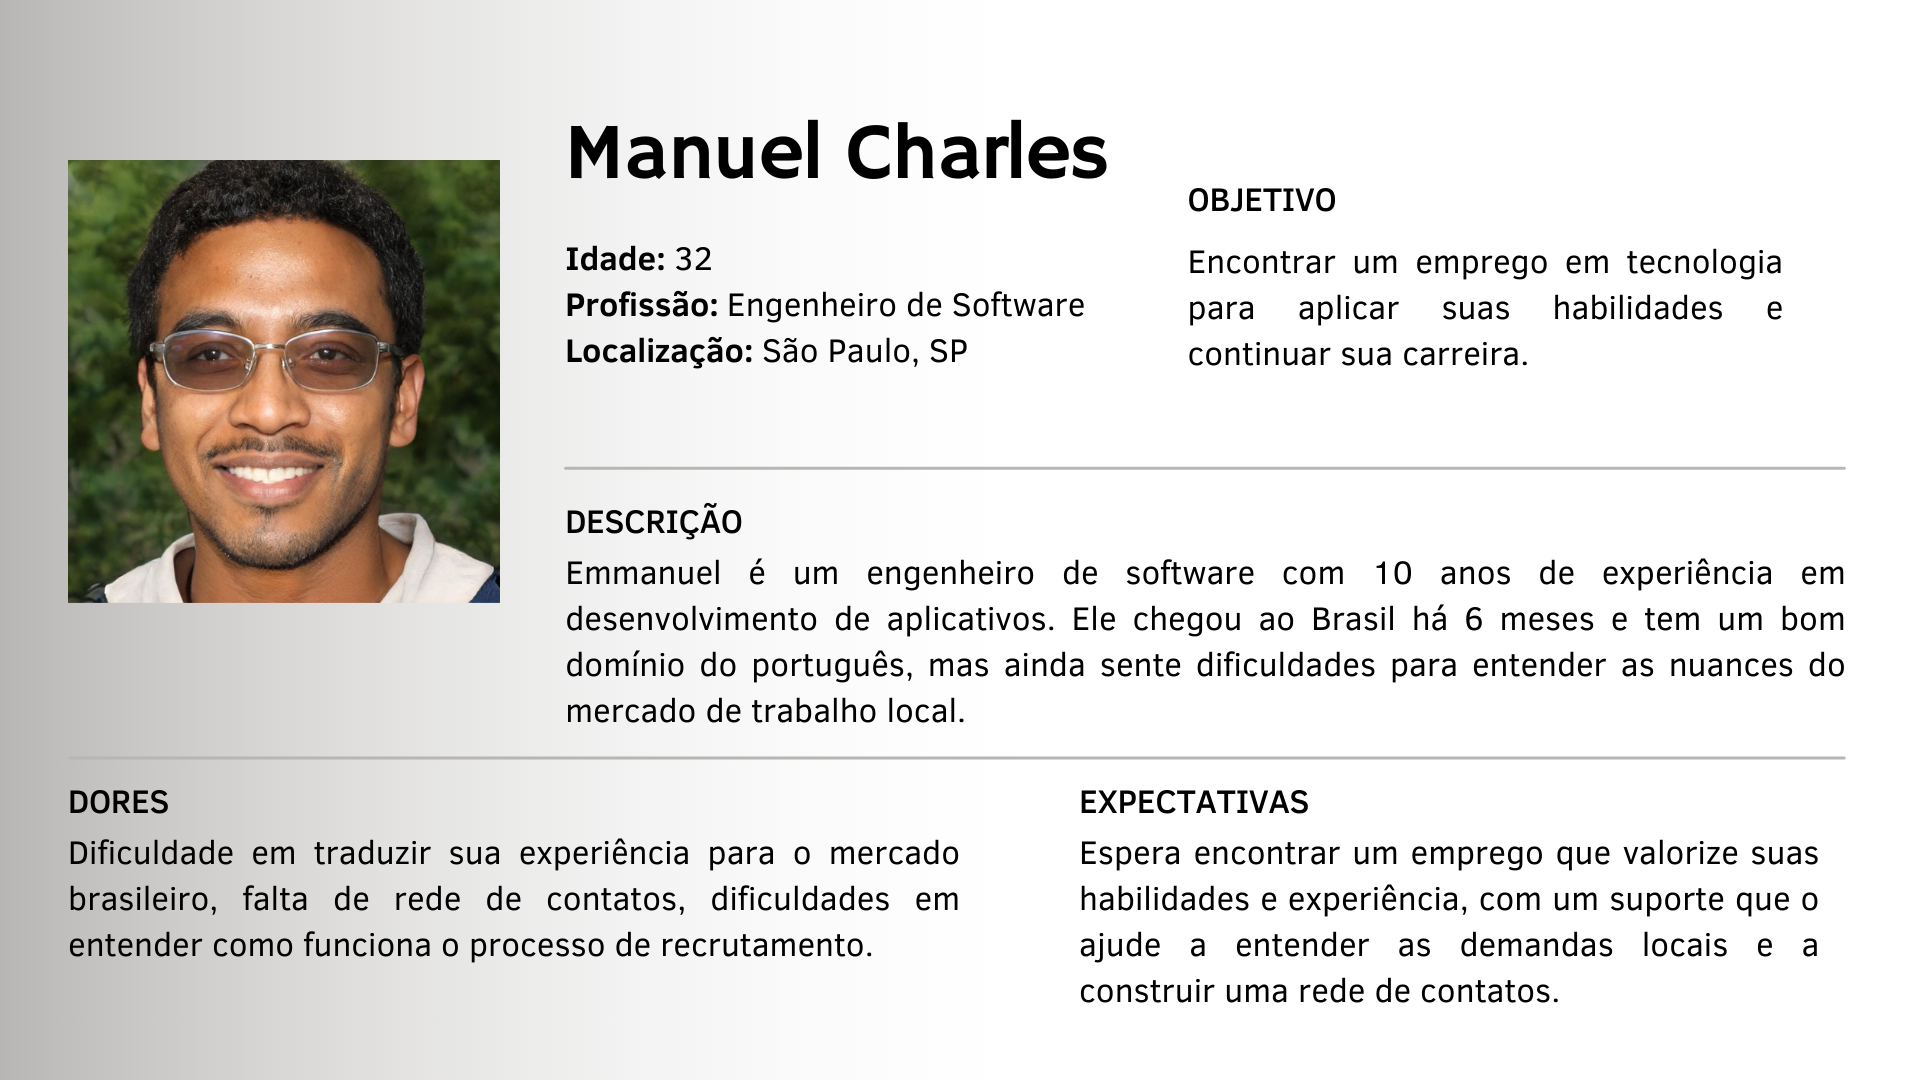 Manuel Charles
Idade: 32
Profissão: Engenheiro de Software
Localização: São Paulo, SP
OBJETIVO
Encontrar um emprego em tecnologia
para aplicar suas habilidades e
continuar sua carreira.
DESCRIÇÃO
Emmanuel é um engenheiro de software com 10 anos de experiência em
desenvolvimento de aplicativos. Ele chegou ao Brasil há 6 meses e tem um bom
domínio do português, mas ainda sente dificuldades para entender as nuances do
mercado de trabalho local.
DORES
Dificuldade em traduzir sua experiência para o mercado
brasileiro, falta de rede de contatos, dificuldades em
entender como funciona o processo de recrutamento.
EXPECTATIVAS
Espera encontrar um emprego que valorize suas
habilidades e experiência, com um suporte que o
ajude a entender as demandas locais e a
construir uma rede de contatos.